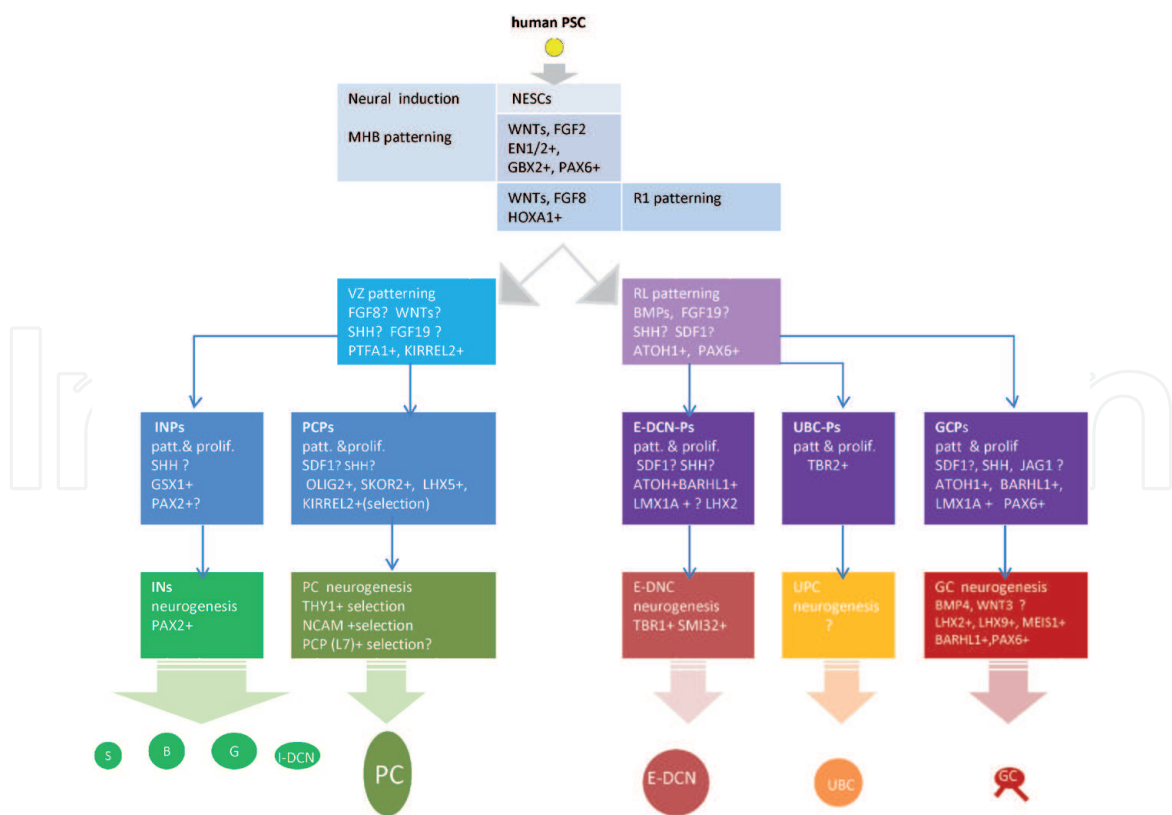 human PSC
Neural induction
NESCs
MHB patterning
WNTs, FGF2
EN1/2+,
GBX2+, PAX6+
WNTs, FGF8
HOXA1+
R1 patterning
VZ patterning
FGF8? WNTs?
SHH? FGF19 ?
PTFA1+, KIRREL2+
RL patterning
BMPs, FGF19?
SHH? SDF1?
ATOH1+, PAX6+
INPs
patt.& prolif.
SHH ?
GSX1+
PAX2+?
PCPs
patt. &prolif.
SDF1? SHH?
OLIG2+, SKOR2+, LHX5+,
KIRREL2+(selection)
E-DCN-Ps
patt. & prolif.
SDF1? SHH?
ATOH+BARHL1+
LMX1A + ? LHX2
UBC-Ps
patt & prolif.
TBR2+
GCPs
patt & prolif
SDF1?, SHH, JAG1 ?
ATOH1+, BARHL1+,
LMX1A + PAX6+
INs
neurogenesis
PAX2+
PC neurogenesis
THY1+ selection
NCAM +selection
PCP (L7)+ selection?
E-DNC
neurogenesis
TBR1+ SMI32+
UPC
neurogenesis
?
GC neurogenesis
BMP4, WNT3 ?
LHX2+, LHX9+, MEIS1+
BARHL1+,PAX6+
S
B
G
I-DCN
PC
E-DCN
UBC
GC